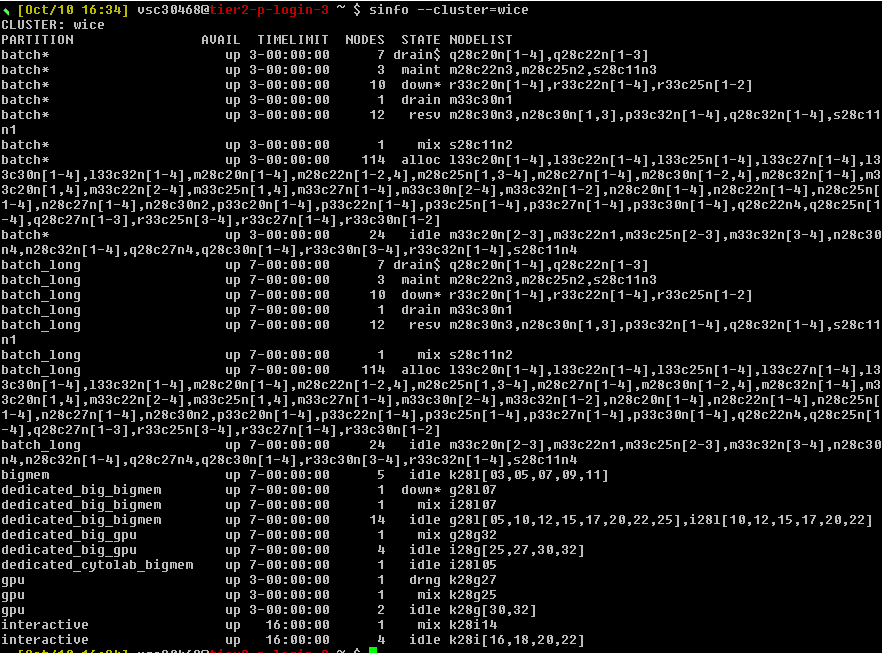 [Oct/10 16:34] vsc30468@tier2-p-login-3 ~ $ sinfo --cluster=wice
CLUSTER: wice
PARTITION               AVAIL  TIMELIMIT  NODES  STATE NODELIST
batch*                     up 3-00:00:00      7 drain$ q28c20n[1-4],q28c22n[1-3]
batch*                     up 3-00:00:00      3  maint m28c22n3,m28c25n2,s28c11n3
batch*                     up 3-00:00:00     10  down* r33c20n[1-4],r33c22n[1-4],r33c25n[1-2]
batch*                     up 3-00:00:00      1  drain m33c30n1
batch*                     up 3-00:00:00     12   resv m28c30n3,n28c30n[1,3],p33c32n[1-4],q28c32n[1-4],s28c11
n1
batch*                     up 3-00:00:00      1    mix s28c11n2
batch*                     up 3-00:00:00    114  alloc l33c20n[1-4],l33c22n[1-4],l33c25n[1-4],l33c27n[1-4],l3
3c30n[1-4],l33c32n[1-4],m28c20n[1-4],m28c22n[1-2,4],m28c25n[1,3-4],m28c27n[1-4],m28c30n[1-2,4],m28c32n[1-4],m3
3c20n[1,4],m33c22n[2-4],m33c25n[1,4],m33c27n[1-4],m33c30n[2-4],m33c32n[1-2],n28c20n[1-4],n28c22n[1-4],n28c25n[
1-4],n28c27n[1-4],n28c30n2,p33c20n[1-4],p33c22n[1-4],p33c25n[1-4],p33c27n[1-4],p33c30n[1-4],q28c22n4,q28c25n[1
-4],q28c27n[1-3],r33c25n[3-4],r33c27n[1-4],r33c30n[1-2]
batch*                     up 3-00:00:00     24   idle m33c20n[2-3],m33c22n1,m33c25n[2-3],m33c32n[3-4],n28c30
n4,n28c32n[1-4],q28c27n4,q28c30n[1-4],r33c30n[3-4],r33c32n[1-4],s28c11n4
batch_long                 up 7-00:00:00      7 drain$ q28c20n[1-4],q28c22n[1-3]
batch_long                 up 7-00:00:00      3  maint m28c22n3,m28c25n2,s28c11n3
batch_long                 up 7-00:00:00     10  down* r33c20n[1-4],r33c22n[1-4],r33c25n[1-2]
batch_long                 up 7-00:00:00      1  drain m33c30n1
batch_long                 up 7-00:00:00     12   resv m28c30n3,n28c30n[1,3],p33c32n[1-4],q28c32n[1-4],s28c11
n1
batch_long                 up 7-00:00:00      1    mix s28c11n2
batch_long                 up 7-00:00:00    114  alloc l33c20n[1-4],l33c22n[1-4],l33c25n[1-4],l33c27n[1-4],l3
3c30n[1-4],l33c32n[1-4],m28c20n[1-4],m28c22n[1-2,4],m28c25n[1,3-4],m28c27n[1-4],m28c30n[1-2,4],m28c32n[1-4],m3
3c20n[1,4],m33c22n[2-4],m33c25n[1,4],m33c27n[1-4],m33c30n[2-4],m33c32n[1-2],n28c20n[1-4],n28c22n[1-4],n28c25n[
1-4],n28c27n[1-4],n28c30n2,p33c20n[1-4],p33c22n[1-4],p33c25n[1-4],p33c27n[1-4],p33c30n[1-4],q28c22n4,q28c25n[1
-4],q28c27n[1-3],r33c25n[3-4],r33c27n[1-4],r33c30n[1-2]
batch_long                 up 7-00:00:00     24   idle m33c20n[2-3],m33c22n1,m33c25n[2-3],m33c32n[3-4],n28c30
n4,n28c32n[1-4],q28c27n4,q28c30n[1-4],r33c30n[3-4],r33c32n[1-4],s28c11n4
bigmem                     up 7-00:00:00      5   idle k28l[03,05,07,09,11]
dedicated_big_bigmem       up 7-00:00:00      1  down* g28l07
dedicated_big_bigmem       up 7-00:00:00      1    mix i28l07
dedicated_big_bigmem       up 7-00:00:00     14   idle g28l[05,10,12,15,17,20,22,25],i28l[10,12,15,17,20,22]
dedicated_big_gpu          up 7-00:00:00      1    mix g28g32
dedicated_big_gpu          up 7-00:00:00      4   idle i28g[25,27,30,32]
dedicated_cytolab_bigmem   up 7-00:00:00      1   idle i28l05
gpu                        up 3-00:00:00      1   drng k28g27
gpu                        up 3-00:00:00      1    mix k28g25
gpu                        up 3-00:00:00      2   idle k28g[30,32]
interactive                up   16:00:00      1    mix k28i14
interactive                up   16:00:00      4   idle k28i[16,18,20,22]
[Oct/10 16:34] vsc30468@tier2-p-login-3 ~ $